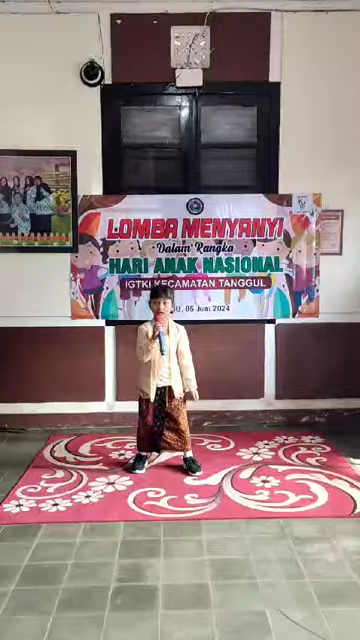 LOMBA MENYANYI
Dalam Rangka
HARI ANAK NASIONAL
IGTKI KECAMATAN TANGGUL
05 Juni 2024